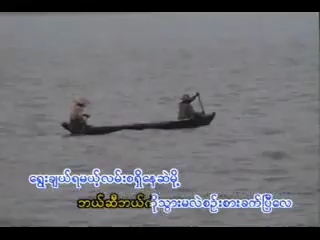 ရွေးချယ်ရမယ့်လမ်းစရှိနေဆဲမို့
ဘယ်ဆီဘယ်ကိုသွားမလဲစဉ်းစားခက်ပြီလေ